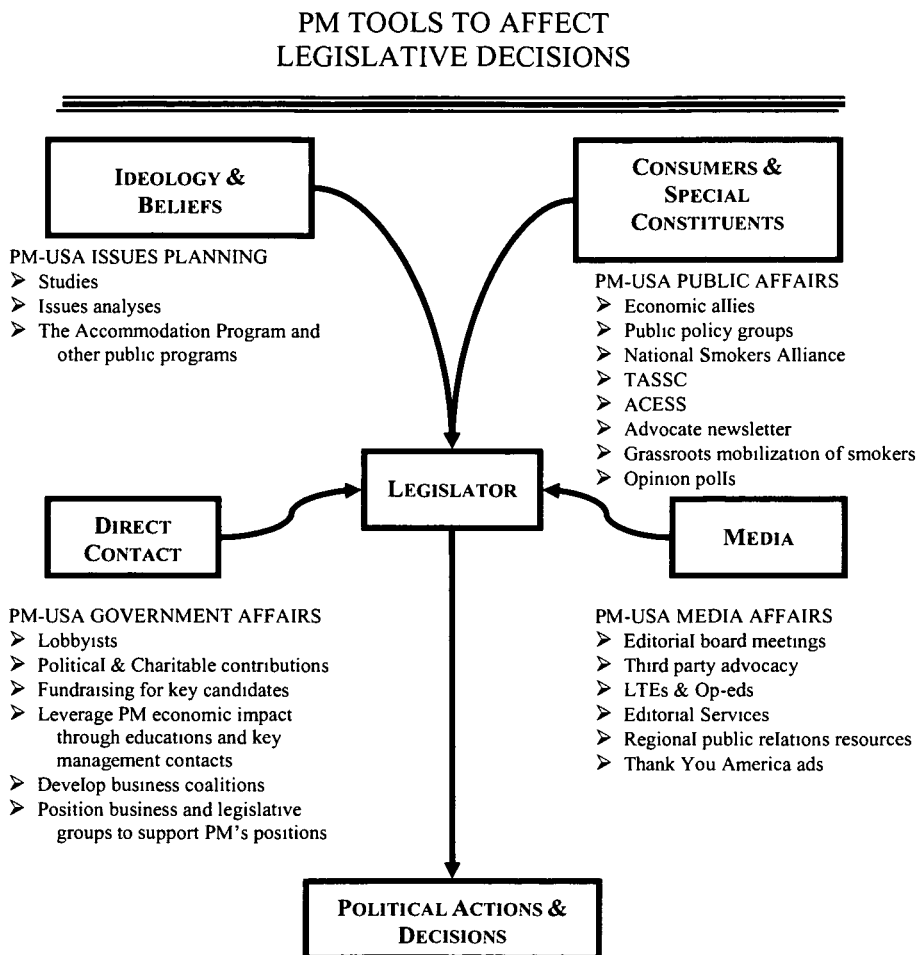 PM TOOLS TO AFFECT
LEGISLATIVE DECISIONS
IDEOLOGY &
BELIEFS
PM-USA ISSUES PLANNING
➢ Studies
➢ Issues analyses
➢ The Accommodation Program and
other public programs
CONSUMERS &
SPECIAL
CONSTITUENTS
PM-USA PUBLIC AFFAIRS
➢ Economic allies
➢ Public policy groups
➢ National Smokers Alliance
➢ TASSC
➢ ACESS
➢ Advocate newsletter
➢ Grassroots mobilization of smokers
➢ Opinion polls
LEGISLATOR
DIRECT
CONTACT
PM-USA GOVERNMENT AFFAIRS
➢ Lobbyists
➢ Political & Charitable contributions
➢ Fundraising for key candidates
➢ Leverage PM economic impact
through educations and key
management contacts
➢ Develop business coalitions
➢ Position business and legislative
groups to support PM's positions
MEDIA
PM-USA MEDIA AFFAIRS
➢ Editorial board meetings
➢ Third party advocacy
➢ LTEs & Op-eds
➢ Editorial Services
➢ Regional public relations resources
➢ Thank You America ads
POLITICAL ACTIONS &
DECISIONS